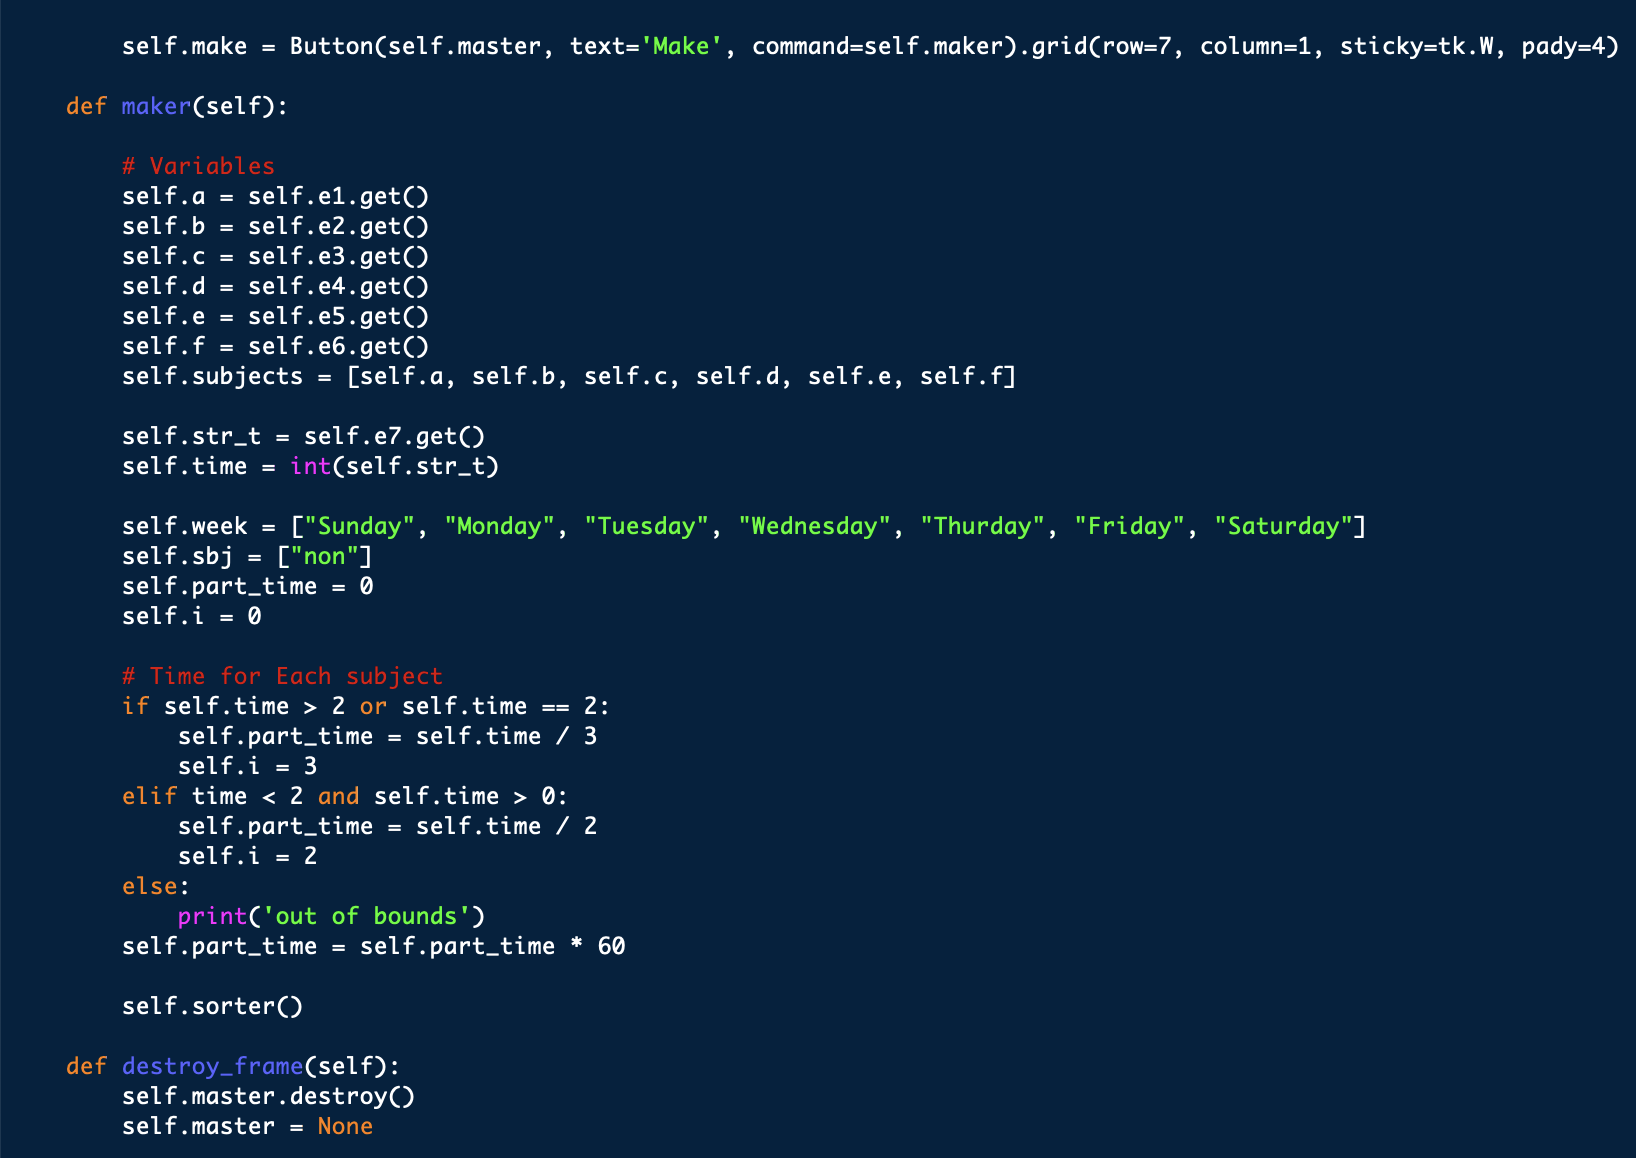 self.make = Button(self.master, text='Make', command=self.maker).grid(row=7, column=1, sticky=tk.W, pady=4)
def maker(self):
# Variables
self.a = self.e1.get()
self.b = self.e2.get()
self.c = self.e3.get()
self.d = self.e4.get()
self.e = self.e5.get()
self.f = self.e6.get()
self.subjects = [self.a, self.b, self.c, self.d, self.e, self.f]
self.str_t = self.e7.get()
self.time = int(self.str_t)
self.week = ["Sunday", "Monday", "Tuesday", "Wednesday", "Thurday", "Friday", "Saturday"]
self.sbj = ["non"]
self.part_time = 0
self.i = 0
# Time for Each subject
if self.time > 2 or self.time == 2:
self.part_time = self.time / 3
self.i = 3
elif time < 2 and self.time > 0:
self.part_time = self.time / 2
self.i = 2
else:
print('out of bounds')
self.part_time = self.part_time * 60
self.sorter()
def destroy_frame(self):
self.master.destroy()
self.master = None